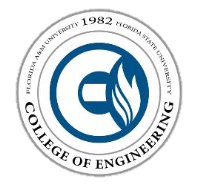 FLORIDA A&M UNIVERSITY 1982 FLORIDA STATE UNIVERSITY
COLLEGE OF ENGINEERING